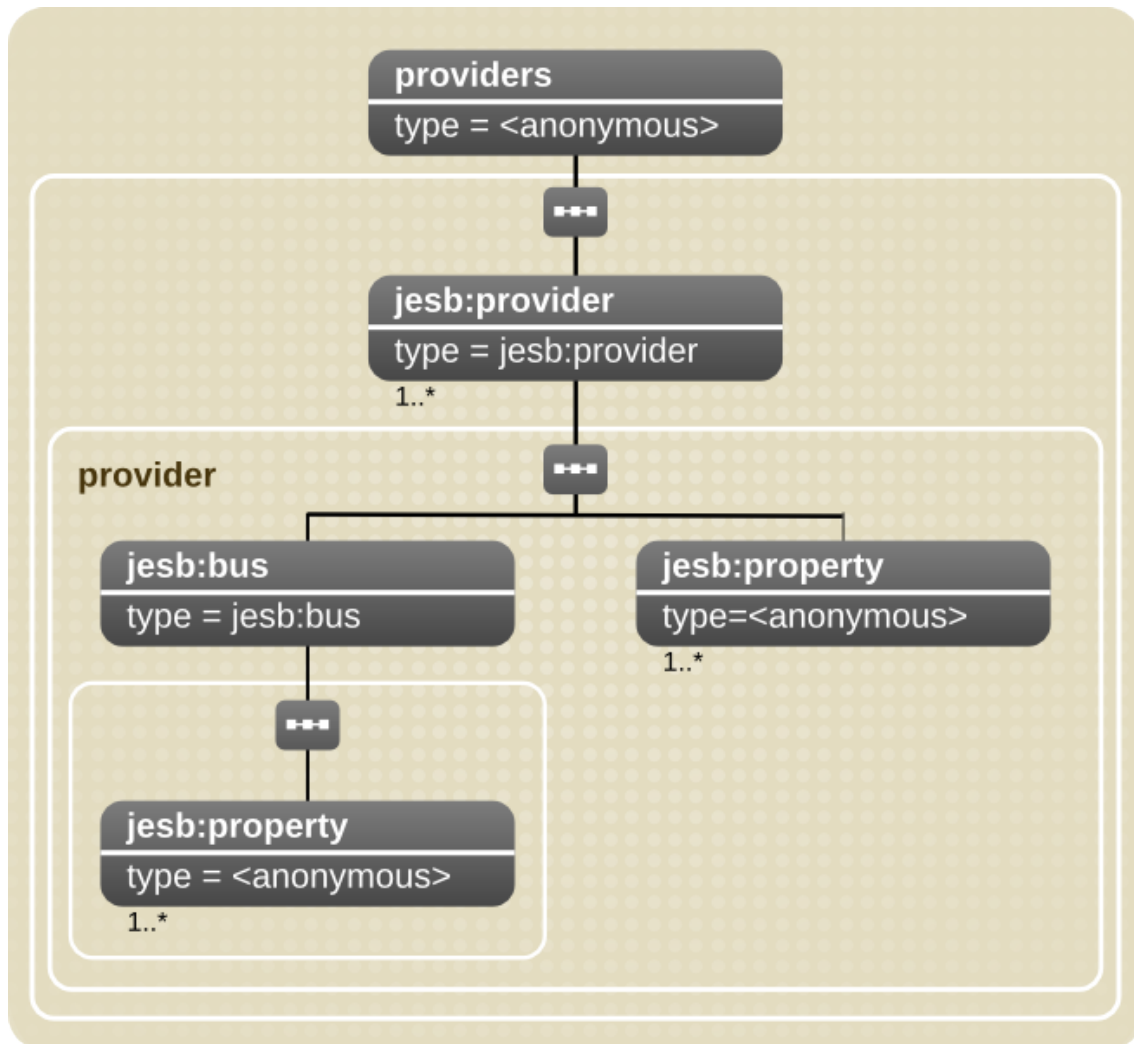 providers
type = <anonymous>
jesb:provider
type = jesb:provider
1..*
provider
jesb:bus
type = jesb:bus
jesb:property
type=<anonymous>
1..*
jesb:property
type = <anonymous>
1..*